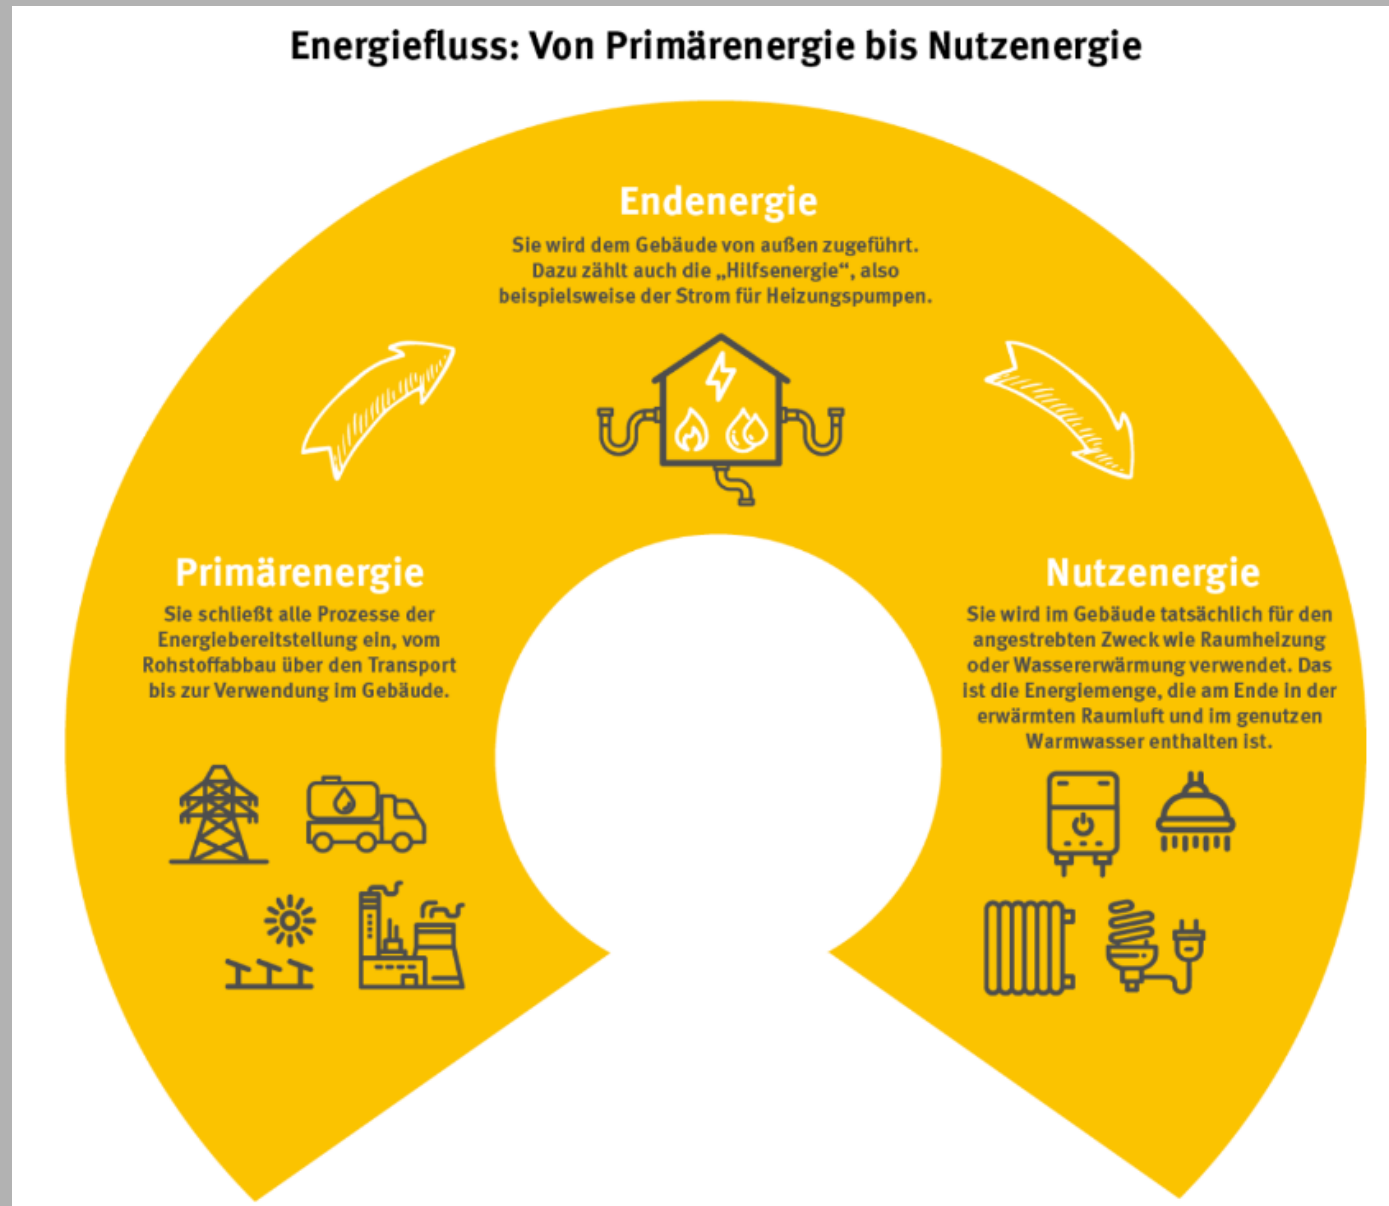 Energiefluss: Von Primärenergie bis Nutzenergie
Endenergie
Sie wird dem Gebäude von außen zugeführt.
Dazu zählt auch die „Hilfsenergie“, also
beispielsweise der Strom für Heizungspumpen.
Primärenergie
Sie schließt alle Prozesse der
Energiebereitstellung ein, vom
Rohstoffabbau über den Transport
bis zur Verwendung im Gebäude.
Nutzenergie
Sie wird im Gebäude tatsächlich für den
angestrebten Zweck wie Raumheizung
oder Wassererwärmung verwendet. Das
ist die Energiemenge, die am Ende in der
erwärmten Raumluft und im genutzen
Warmwasser enthalten ist.